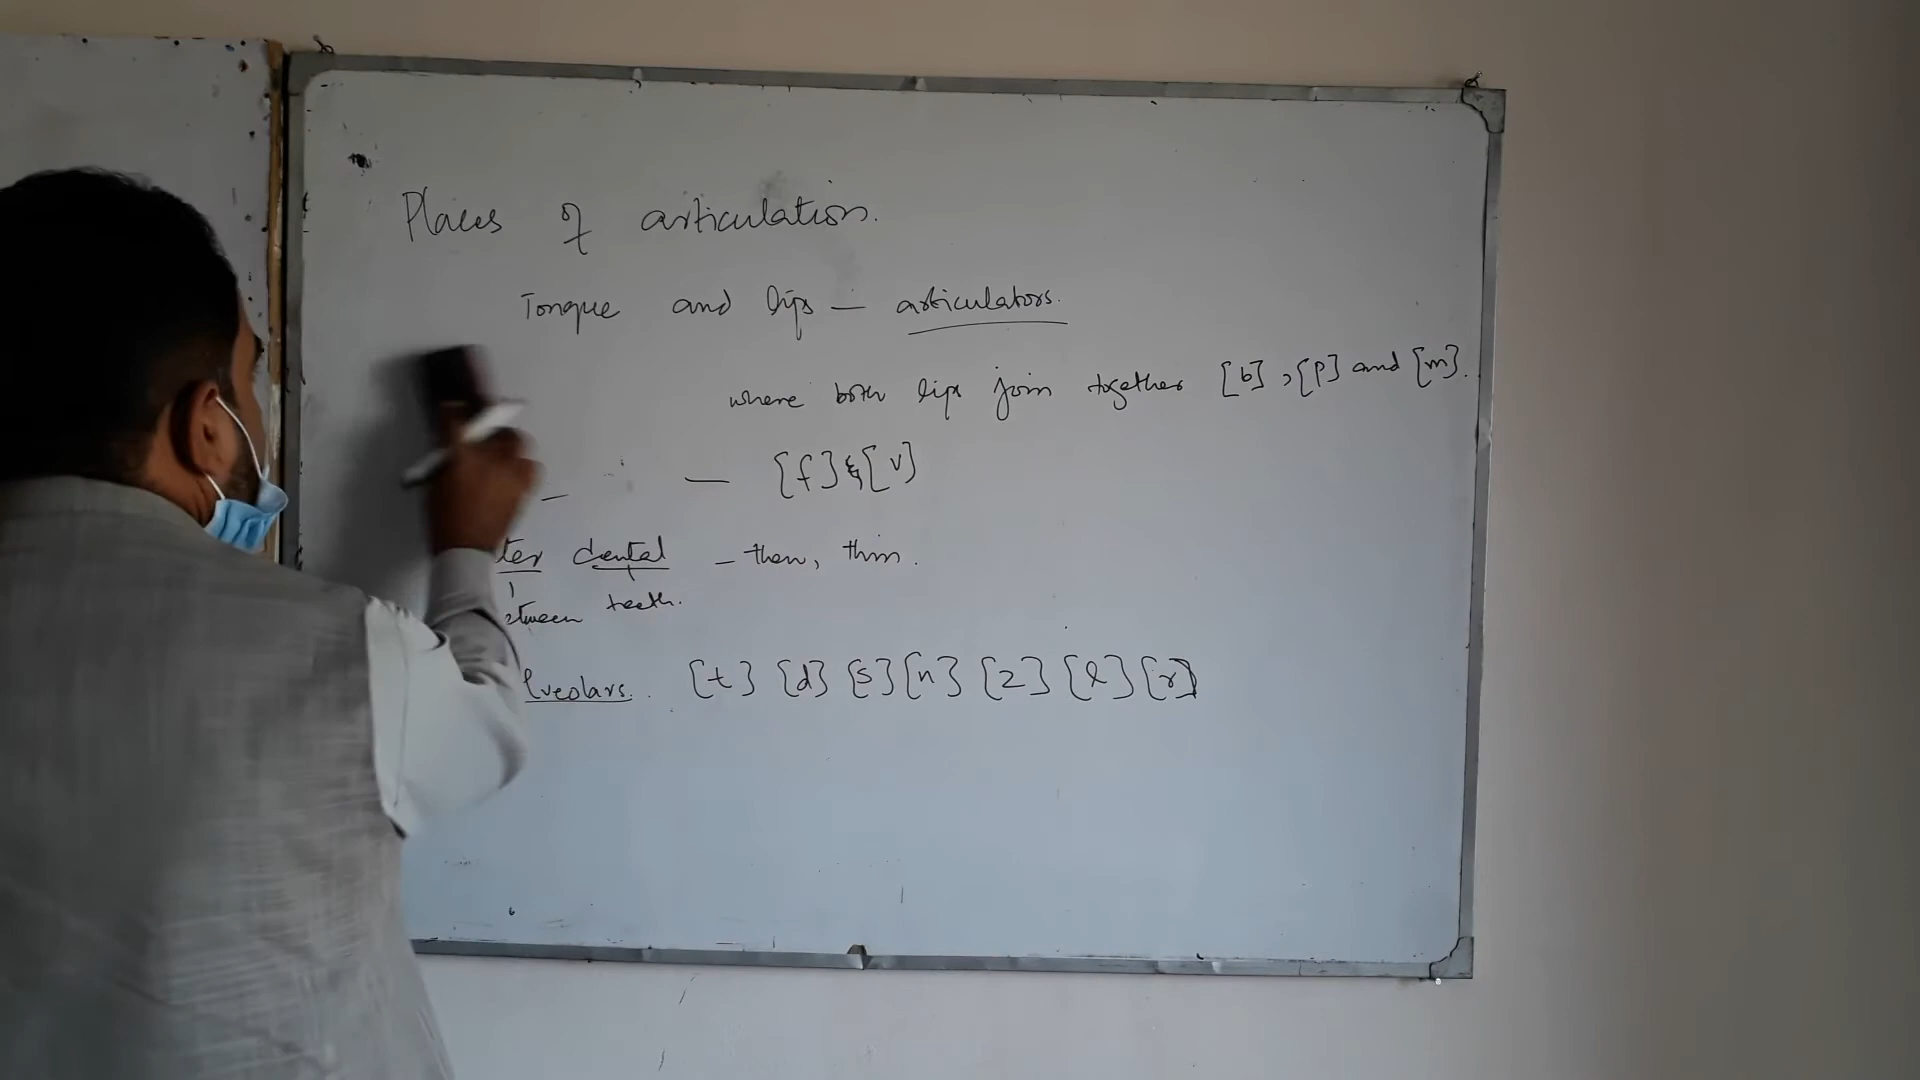 Places of articulation.
Tongue and lips — articulators.
where both lips join together [b], [p] and [m].
— — [f] & [v]
ter dental — then, thin.
etween teeth.
lveolars. [t] [d] [s] [n] [z] [l] [r]